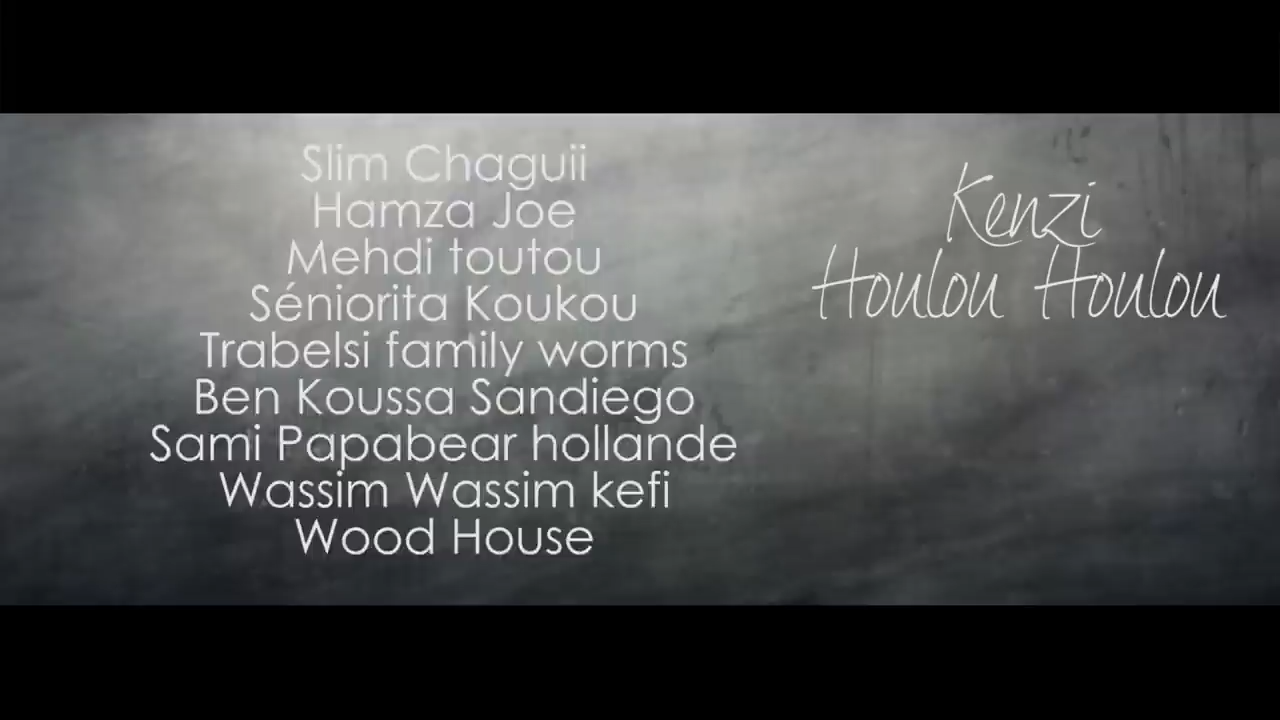 Slim Chaguii
Hamza Joe
Mehdi toutou
Séniorita Koukou
Trabelsi family worms
Ben Koussa Sandiego
Sami Papabear hollande
Wassim Wassim kefi
Wood House
Kenzi
Houlou Houlou